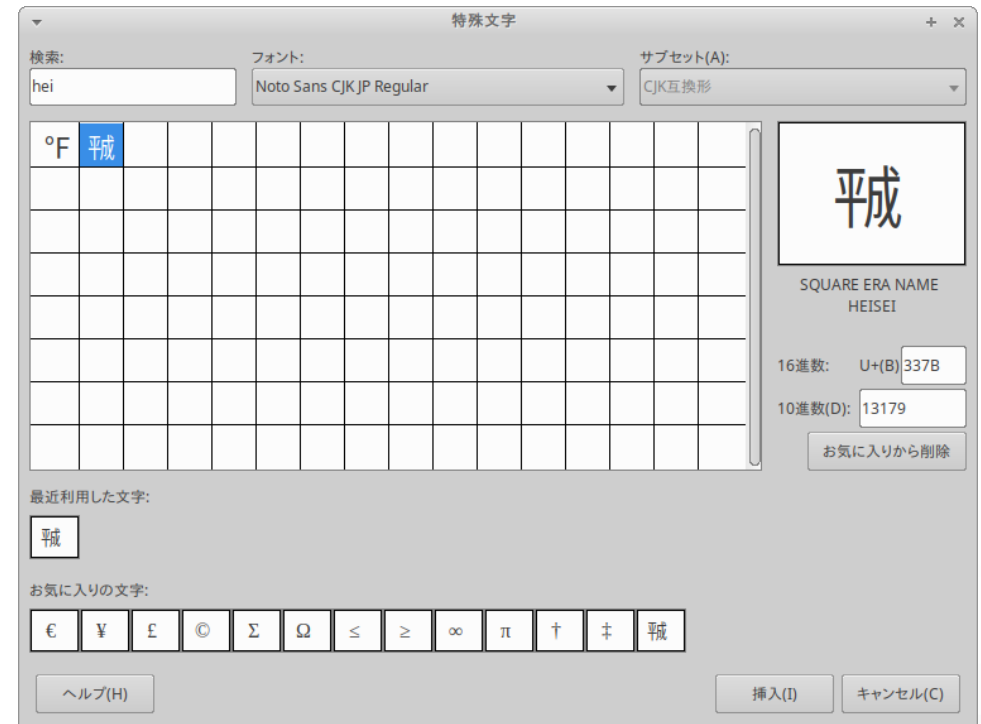 特殊文字
検索:
フォント:
サブセット(A):
hei
Noto Sans CJK JP Regular
CJK互換形
℉ ㍻
㍻
SQUARE ERA NAME
HEISEI
16進数: U+(B) 337B
10進数(D): 13179
お気に入りから削除
最近利用した文字:
㍻
お気に入りの文字:
€ ¥ £ © Σ Ω ≤ ≥ ∞ π † ‡ ㍻
ヘルプ(H)
挿入(I)
キャンセル(C)